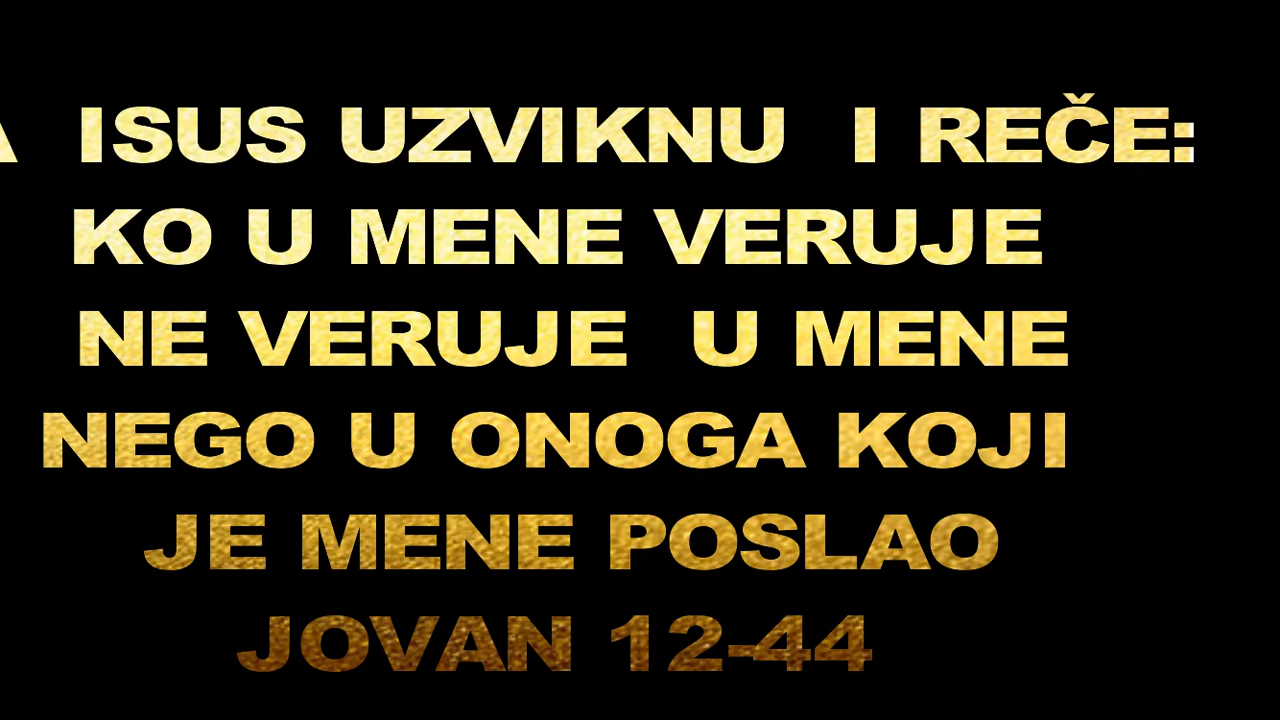 A ISUS UZVIKNU I REČE:
KO U MENE VERUJE
NE VERUJE U MENE
NEGO U ONOGA KOJI
JE MENE POSLAO
JOVAN 12-44